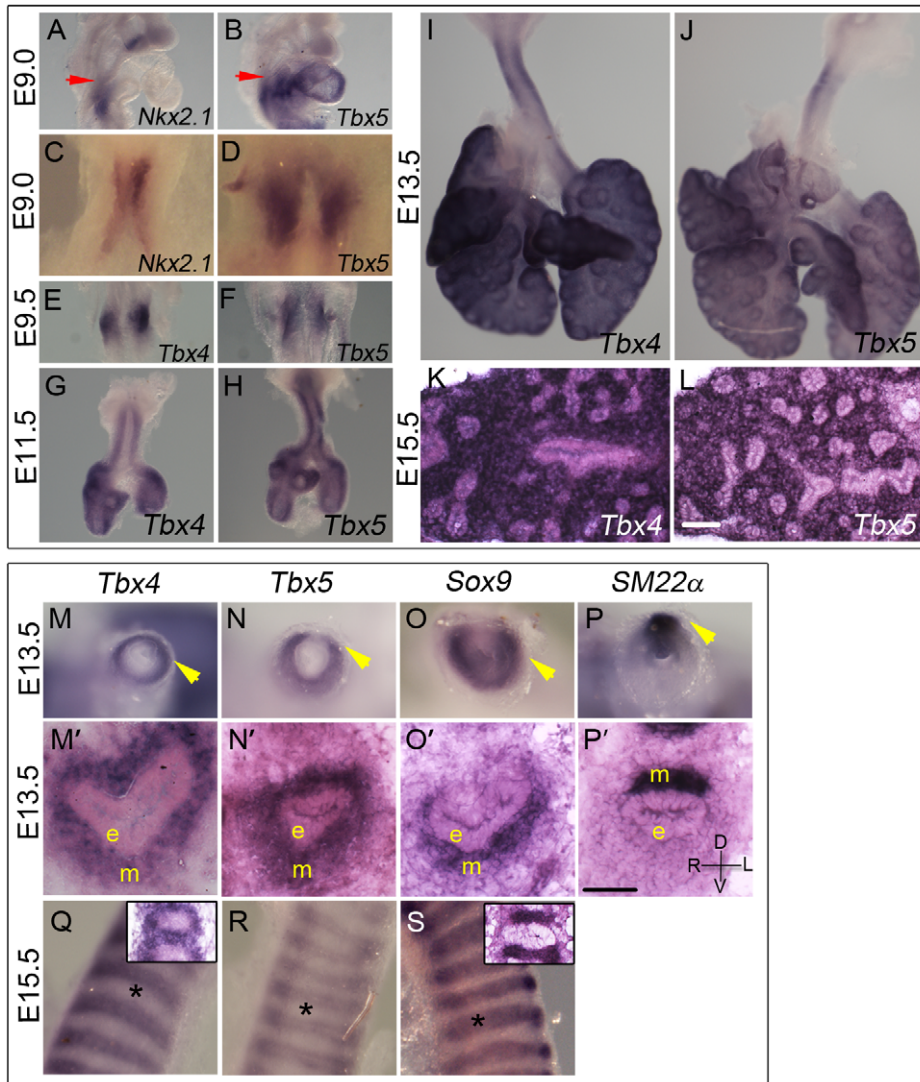 E9.0
A
Nkx2.1
B
Tbx5
E9.0
C
Nkx2.1
D
Tbx5
E9.5
E
Tbx4
F
Tbx5
E11.5
G
Tbx4
H
Tbx5
E13.5
I
Tbx4
J
Tbx5
E15.5
K
Tbx4
L
Tbx5
Tbx4 Tbx5 Sox9 SM22α
E13.5
M
N
O
P
E13.5
M′
e
m
N′
e
m
O′
e
m
P′
m
e
D
R L
V
E15.5
Q
*
R
*
S
*